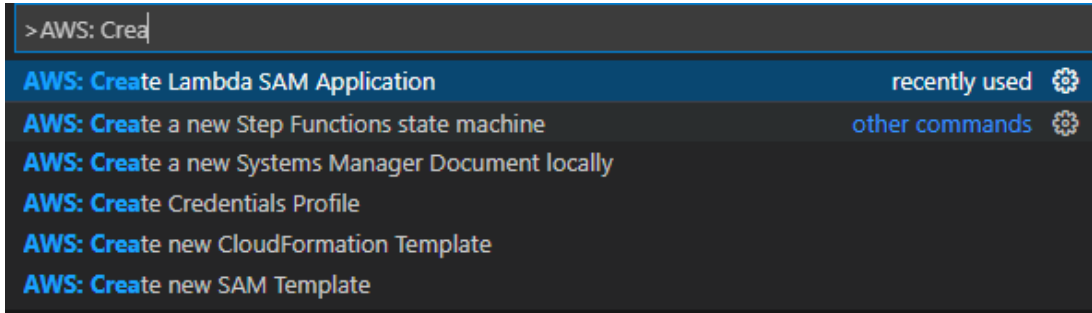 >AWS: Crea
AWS: Create Lambda SAM Application recently used
AWS: Create a new Step Functions state machine other commands
AWS: Create a new Systems Manager Document locally
AWS: Create Credentials Profile
AWS: Create new CloudFormation Template
AWS: Create new SAM Template